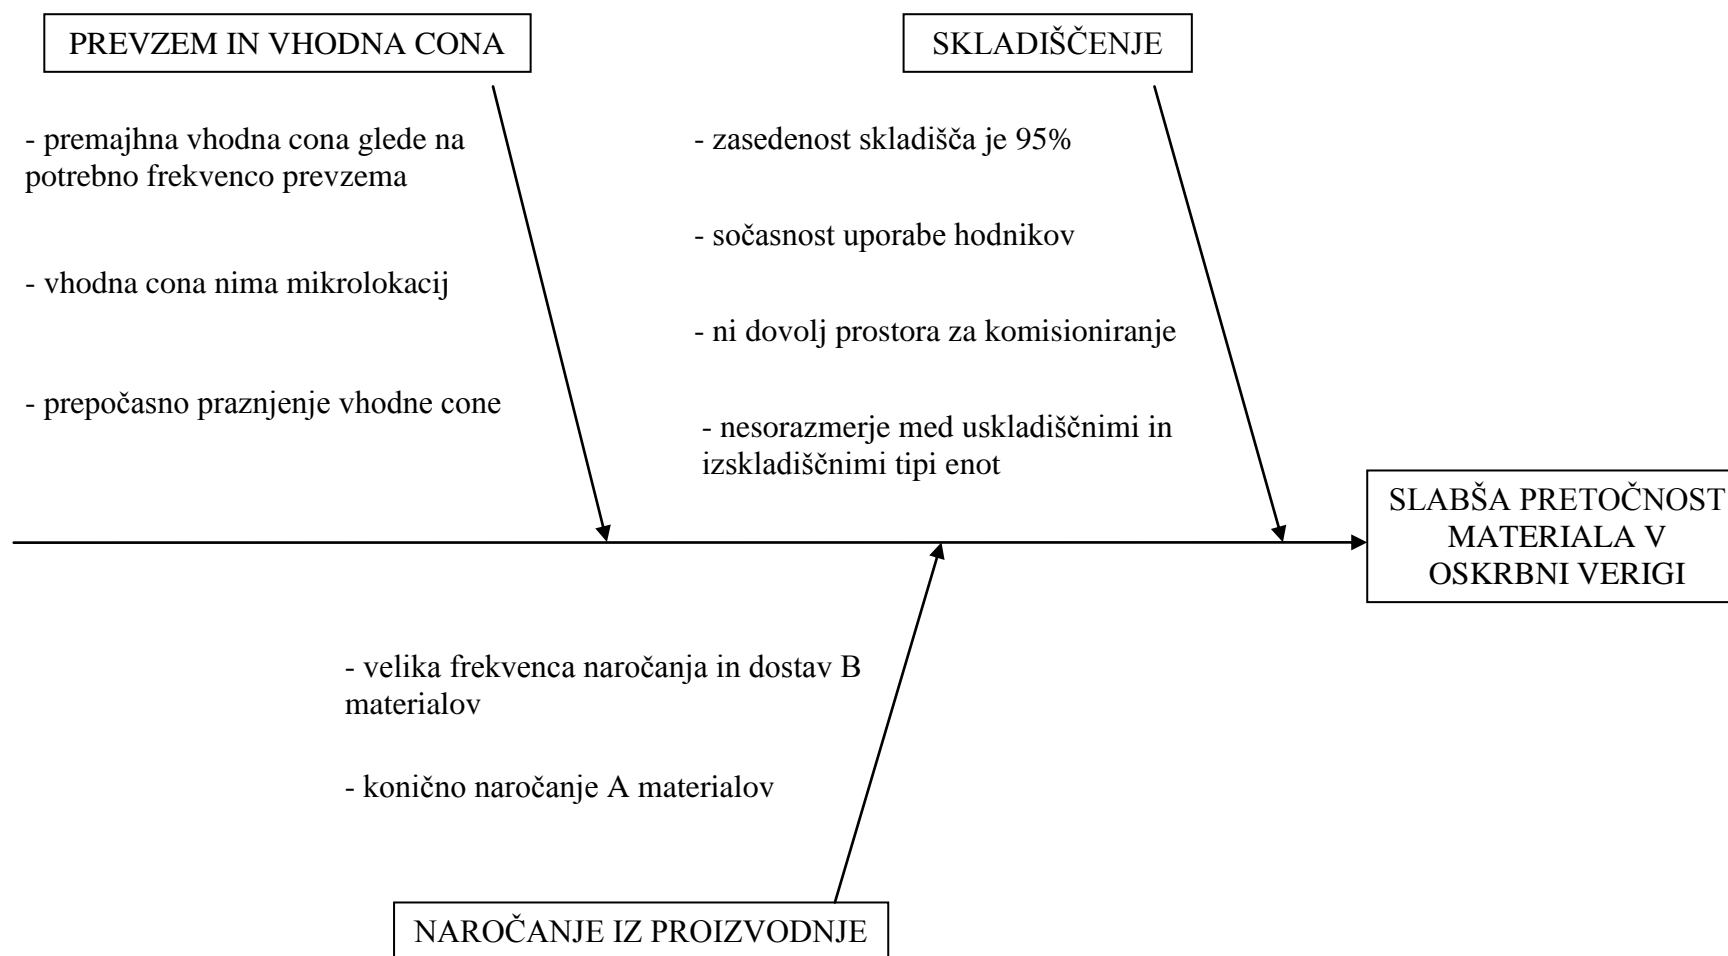 PREVZEM IN VHODNA CONA
- premajhna vhodna cona glede na
potrebno frekvenco prevzema
- vhodna cona nima mikrolokacij
- prepočasno praznjenje vhodne cone
SKLADIŠČENJE
- zasedenost skladišča je 95%
- sočasnost uporabe hodnikov
- ni dovolj prostora za komisioniranje
- nesorazmerje med uskladiščnimi in
izskladiščnimi tipi enot
SLABŠA PRETOČNOST
MATERIALA V
OSKRBNI VERIGI
- velika frekvenca naročanja in dostav B
materialov
- konično naročanje A materialov
NAROČANJE IZ PROIZVODNJE